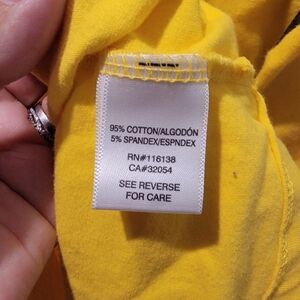 95% COTTON/ALGODÓN
5% SPANDEX/ESPNDEX
RN#116138
CA#32054
SEE REVERSE
FOR CARE